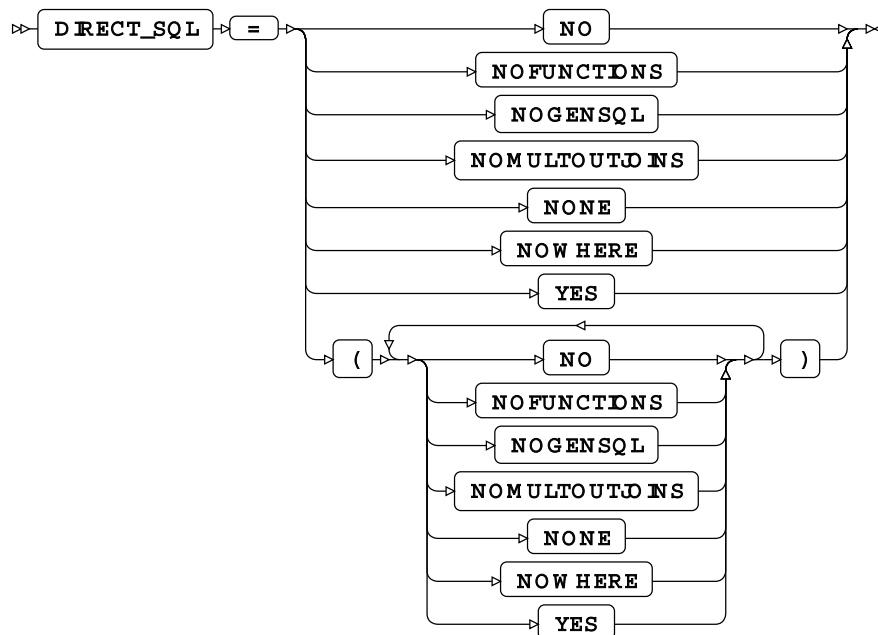 DIRECT_SQL = NO
NOFUNCTIONS
NOGENSQL
NOMULTOUTJOINS
NONE
NOWHERE
YES
( NO )
NOFUNCTIONS
NOGENSQL
NOMULTOUTJOINS
NONE
NOWHERE
YES